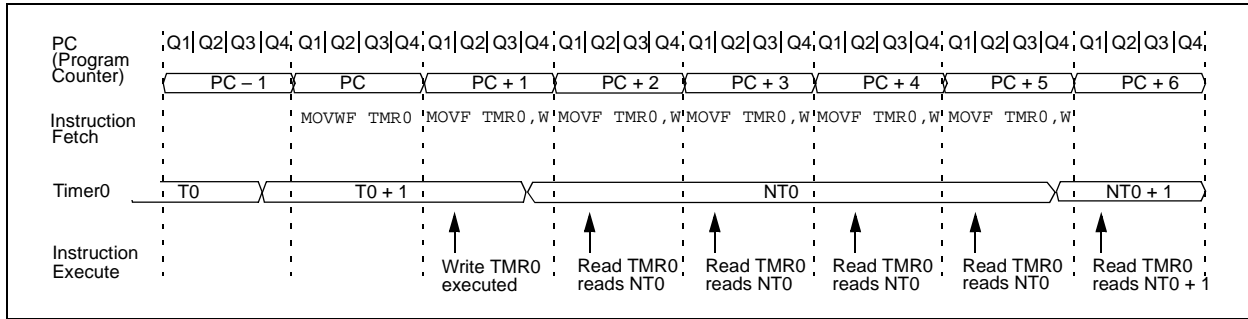 PC
(Program
Counter)
Q1 Q2 Q3 Q4 Q1 Q2 Q3 Q4 Q1 Q2 Q3 Q4 Q1 Q2 Q3 Q4 Q1 Q2 Q3 Q4 Q1 Q2 Q3 Q4 Q1 Q2 Q3 Q4 Q1 Q2 Q3 Q4
PC – 1 PC PC + 1 PC + 2 PC + 3 PC + 4 PC + 5 PC + 6
Instruction
Fetch
MOVWF TMR0 MOVF TMR0,W MOVF TMR0,W MOVF TMR0,W MOVF TMR0,W MOVF TMR0,W
Timer0
T0 T0 + 1 NT0 NT0 + 1
Instruction
Execute
Write TMR0
executed
Read TMR0
reads NT0
Read TMR0
reads NT0
Read TMR0
reads NT0
Read TMR0
reads NT0
Read TMR0
reads NT0 + 1